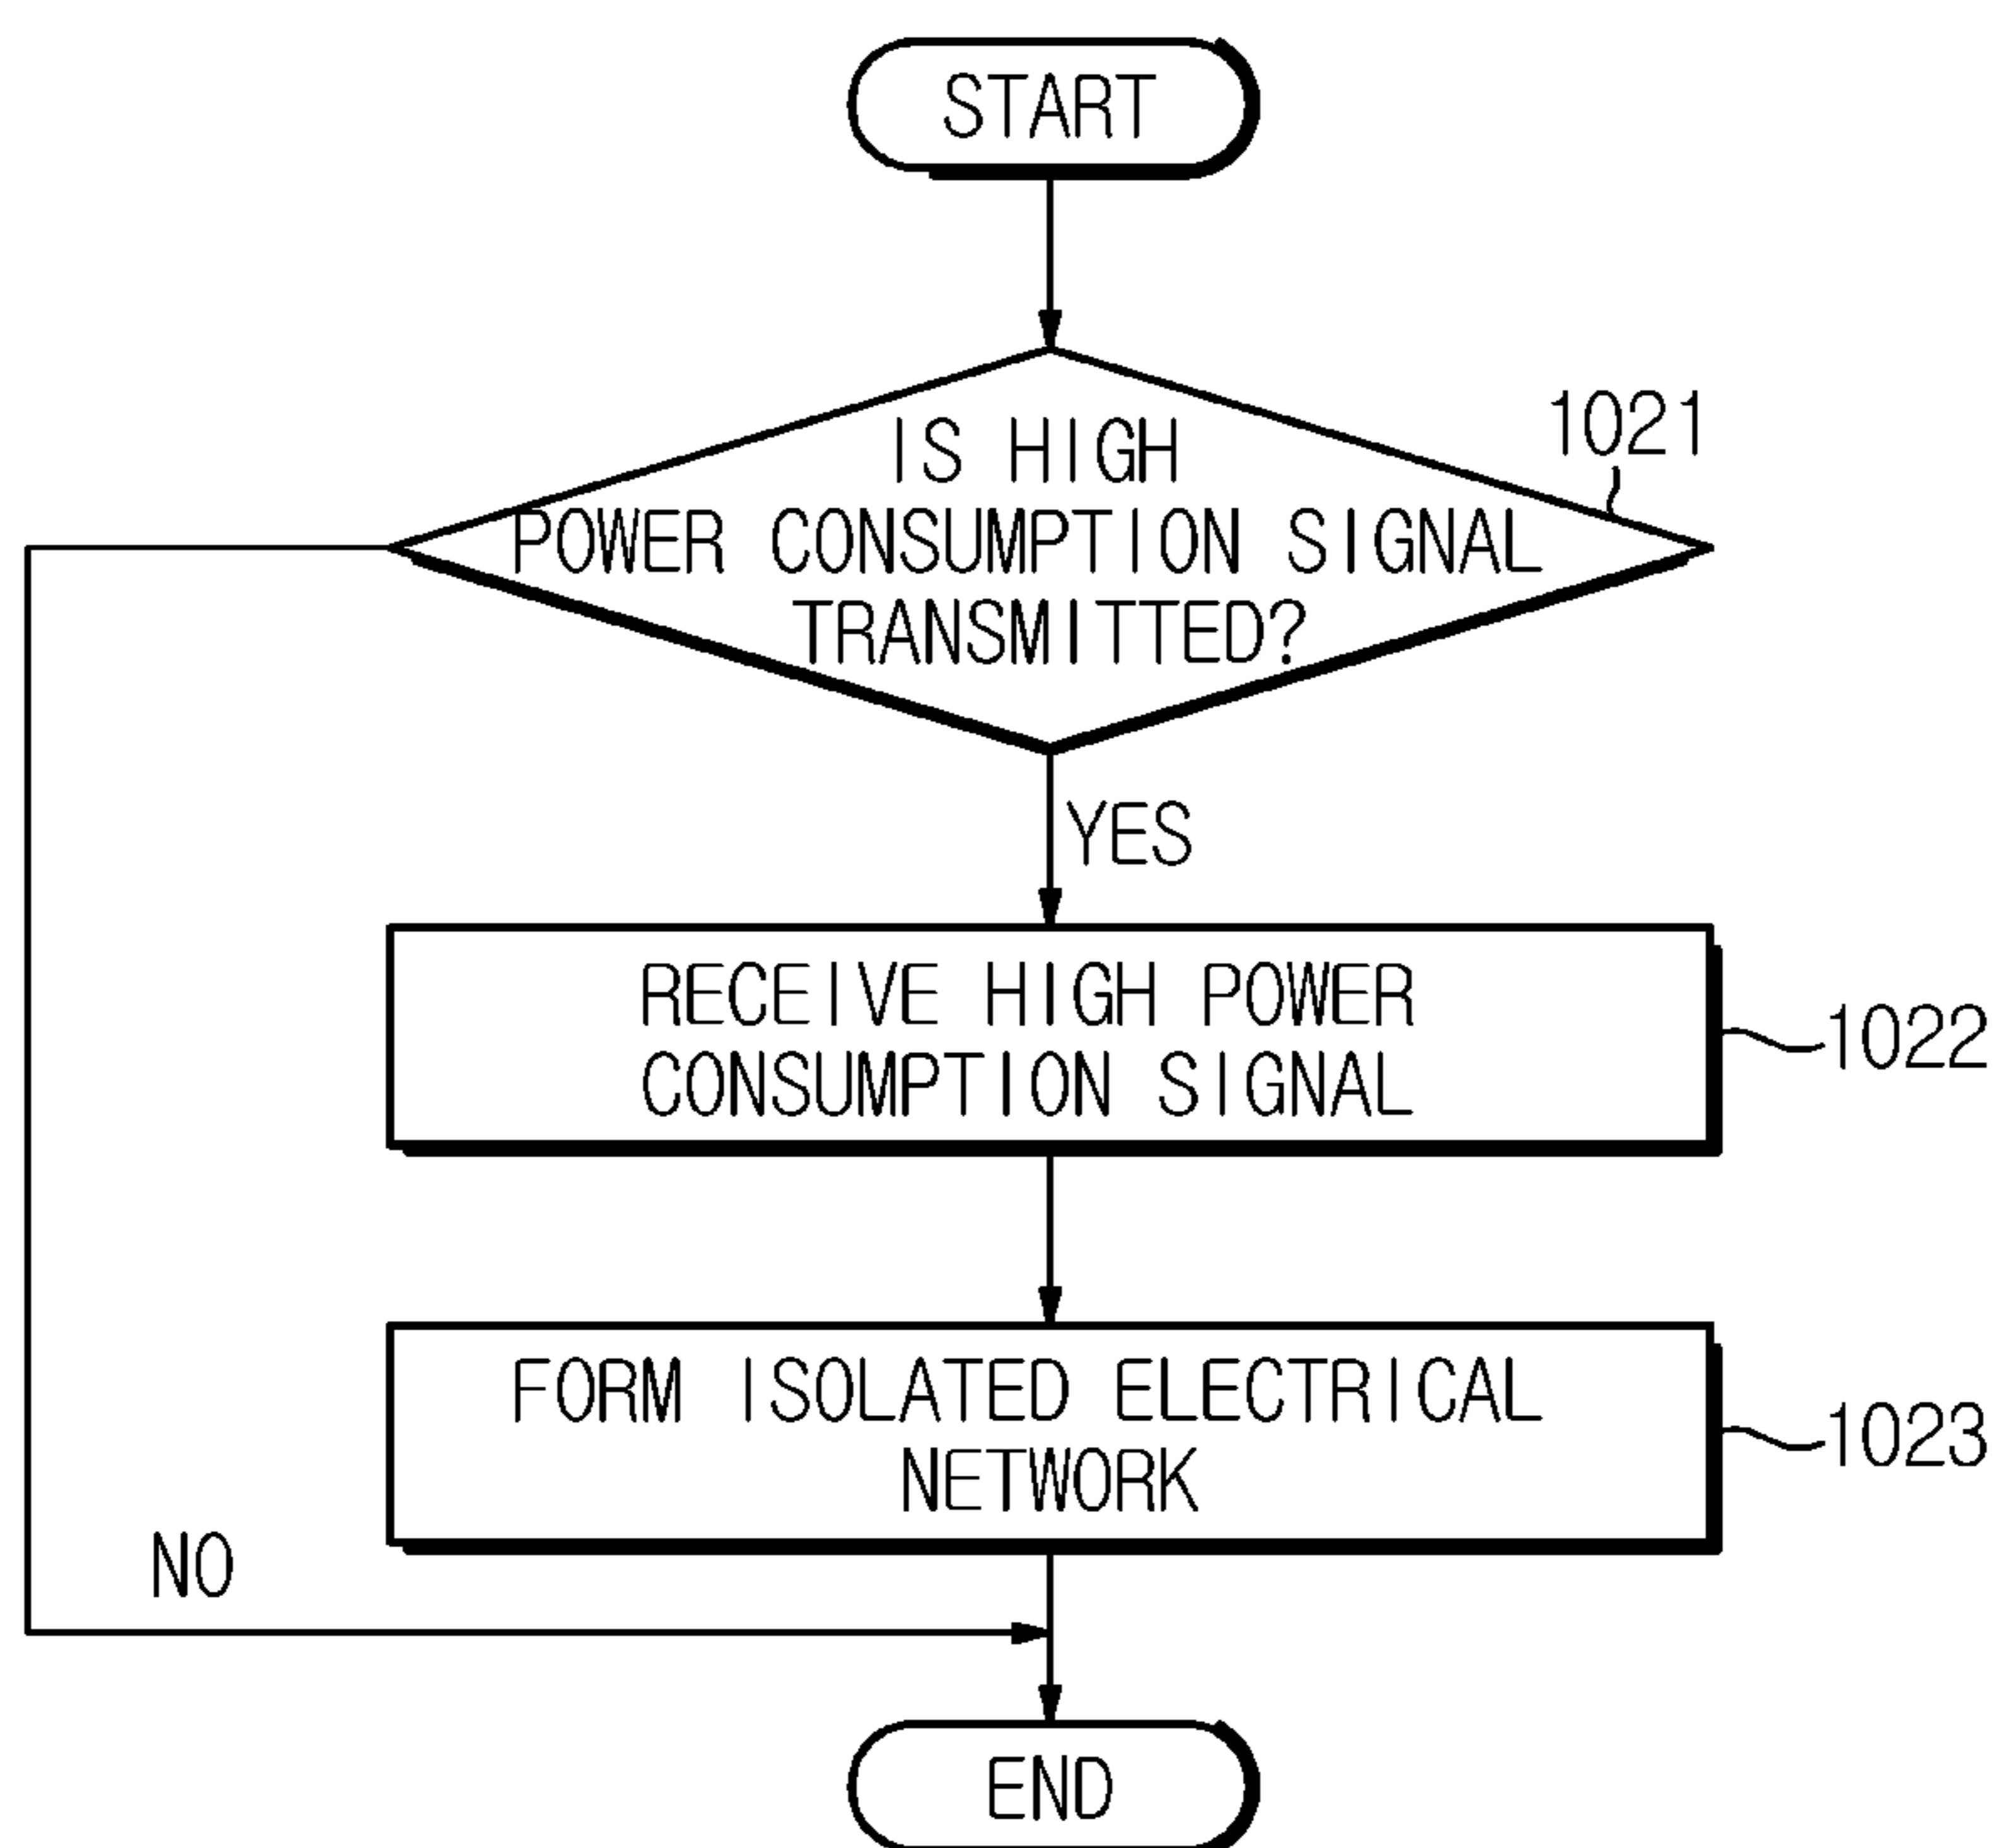 START
IS HIGH
POWER CONSUMPTION SIGNAL
TRANSMITTED?
1021
YES
RECEIVE HIGH POWER
CONSUMPTION SIGNAL
1022
FORM ISOLATED ELECTRICAL
NETWORK
1023
NO
END